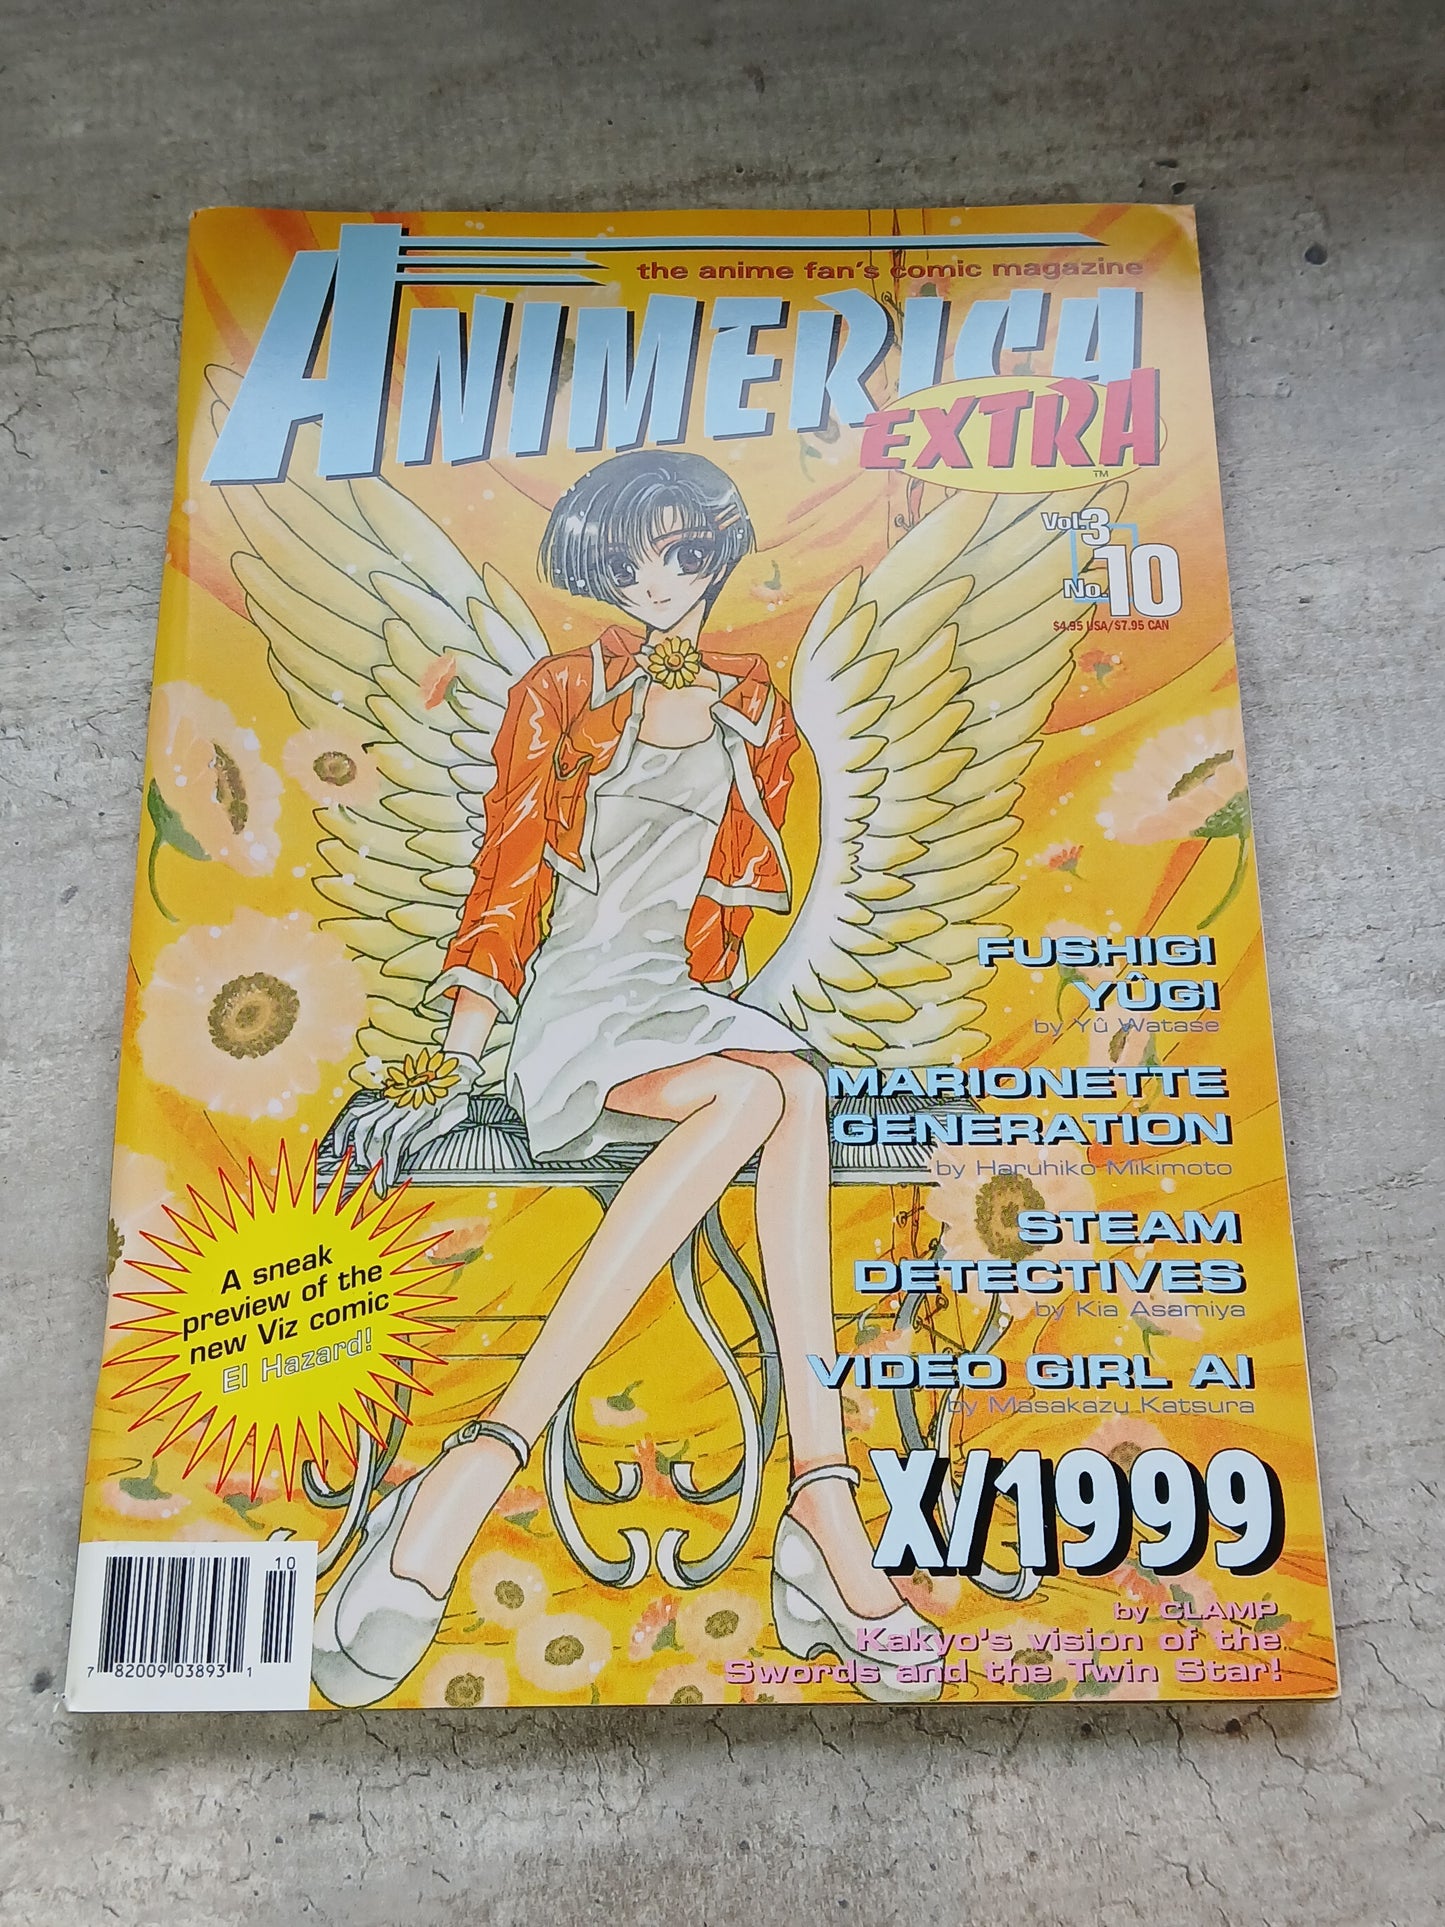 the anime fan's comic magazine
ANIMERICA
EXTRA
TM
Vol.3
No.10
$4.95 USA/$7.95 CAN
FUSHIGI
YÛGI
by Yû Watase
MARIONETTE
GENERATION
by Haruhiko Mikimoto
STEAM
DETECTIVES
by Kia Asamiya
A sneak
preview of the
new Viz comic
El Hazard!
VIDEO GIRL AI
by Masakazu Katsura
X/1999
by CLAMP
Kakyo's vision of the
Swords and the Twin Star!
10
7 82009 03893 1